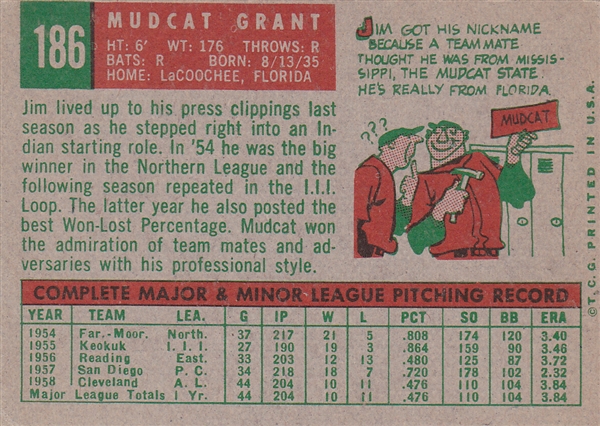 186
MUDCAT GRANT
HT: 6' WT: 176 THROWS: R
BATS: R BORN: 8/13/35
HOME: LaCOOCHEE, FLORIDA
JIM GOT HIS NICKNAME
BECAUSE A TEAMMATE
THOUGHT HE WAS FROM MISSIS-
SIPPI, THE MUDCAT STATE.
HE'S REALLY FROM FLORIDA.
???
MUDCAT
Jim lived up to his press clippings last
season as he stepped right into an In-
dian starting role. In '54 he was the big
winner in the Northern League and the
following season repeated in the I.I.I.
Loop. The latter year he also posted the
best Won-Lost Percentage. Mudcat won
the admiration of team mates and ad-
versaries with his professional style.
COMPLETE MAJOR & MINOR LEAGUE PITCHING RECORD
YEAR TEAM LEA. G IP W L PCT SO BB ERA
1954 Far.-Moor. North. 37 217 21 5 .808 174 120 3.40
1955 Keokuk I. I. I. 27 190 19 3 .864 159 90 3.46
1956 Reading East. 33 203 12 13 .480 125 87 3.72
1957 San Diego P. C. 34 218 18 7 .720 178 102 2.32
1958 Cleveland A. L. 44 204 10 11 .476 110 104 3.84
Major League Totals 1 Yr. 44 204 10 11 .476 110 104 3.84
© T.C.G. PRINTED IN U.S.A.